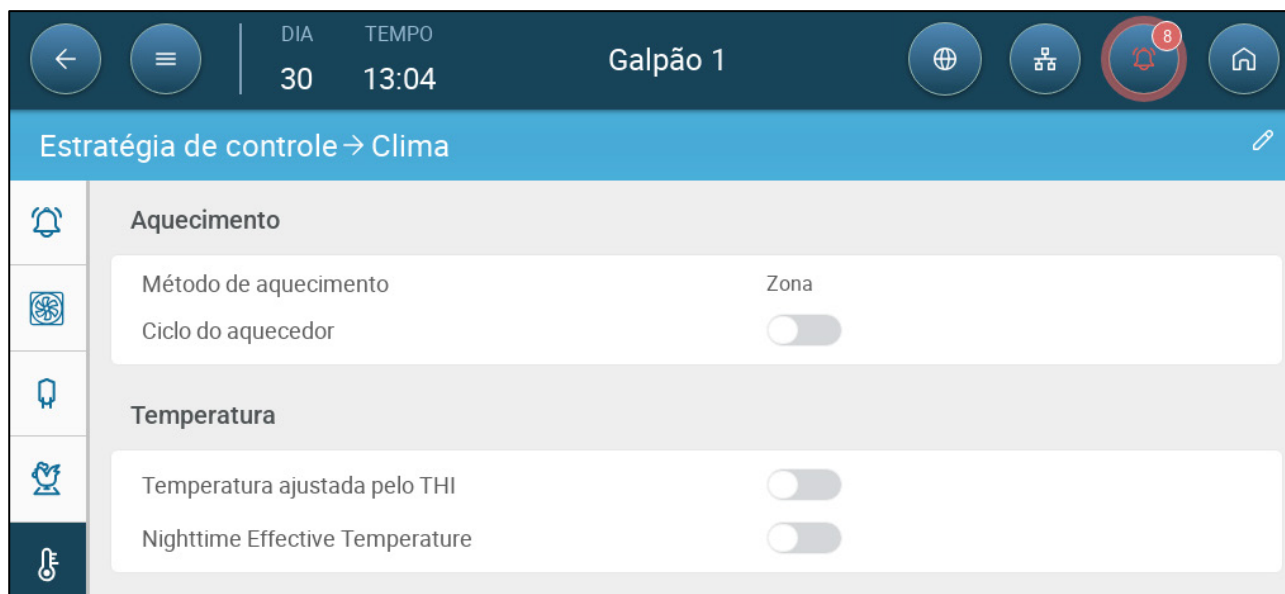 DIA TEMPO
30 13:04 Galpão 1 8
Estratégia de controle → Clima
Aquecimento
Método de aquecimento Zona
Ciclo do aquecedor
Temperatura
Temperatura ajustada pelo THI
Nighttime Effective Temperature